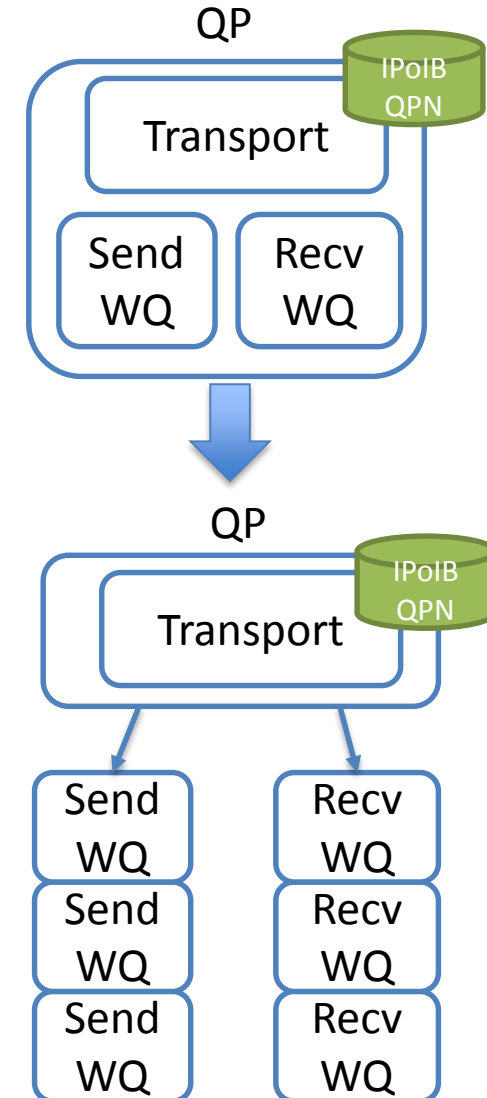 QP
IPoIB
QPN
Transport
Send
WQ
Recv
WQ
QP
IPoIB
QPN
Transport
Send
WQ
Recv
WQ
Send
WQ
Recv
WQ
Send
WQ
Recv
WQ